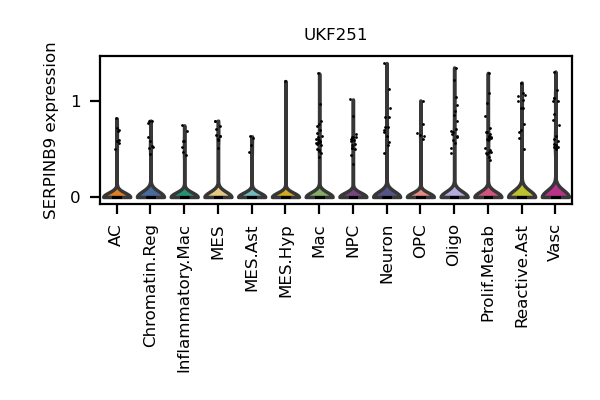 UKF251
SERPINB9 expression
1
0
AC
Chromatin.Reg
Inflammatory.Mac
MES
MES.Ast
MES.Hyp
Mac
NPC
Neuron
OPC
Oligo
Prolif.Metab
Reactive.Ast
Vasc